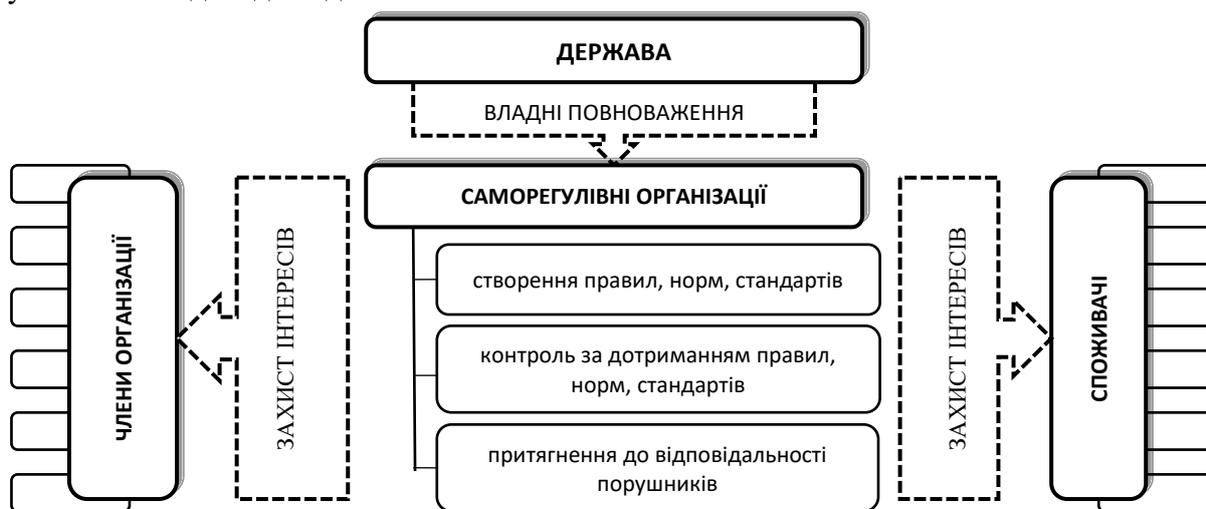 ДЕРЖАВА
ВЛАДНІ ПОВНОВАЖЕННЯ
САМОРЕГУЛІВНІ ОРГАНІЗАЦІЇ
ЧЛЕНИ ОРГАНІЗАЦІЇ
ЗАХИСТ ІНТЕРЕСІВ
створення правил, норм, стандартів
контроль за дотриманням правил,
норм, стандартів
притягнення до відповідальності
порушників
ЗАХИСТ ІНТЕРЕСІВ
СПОЖИВАЧІ